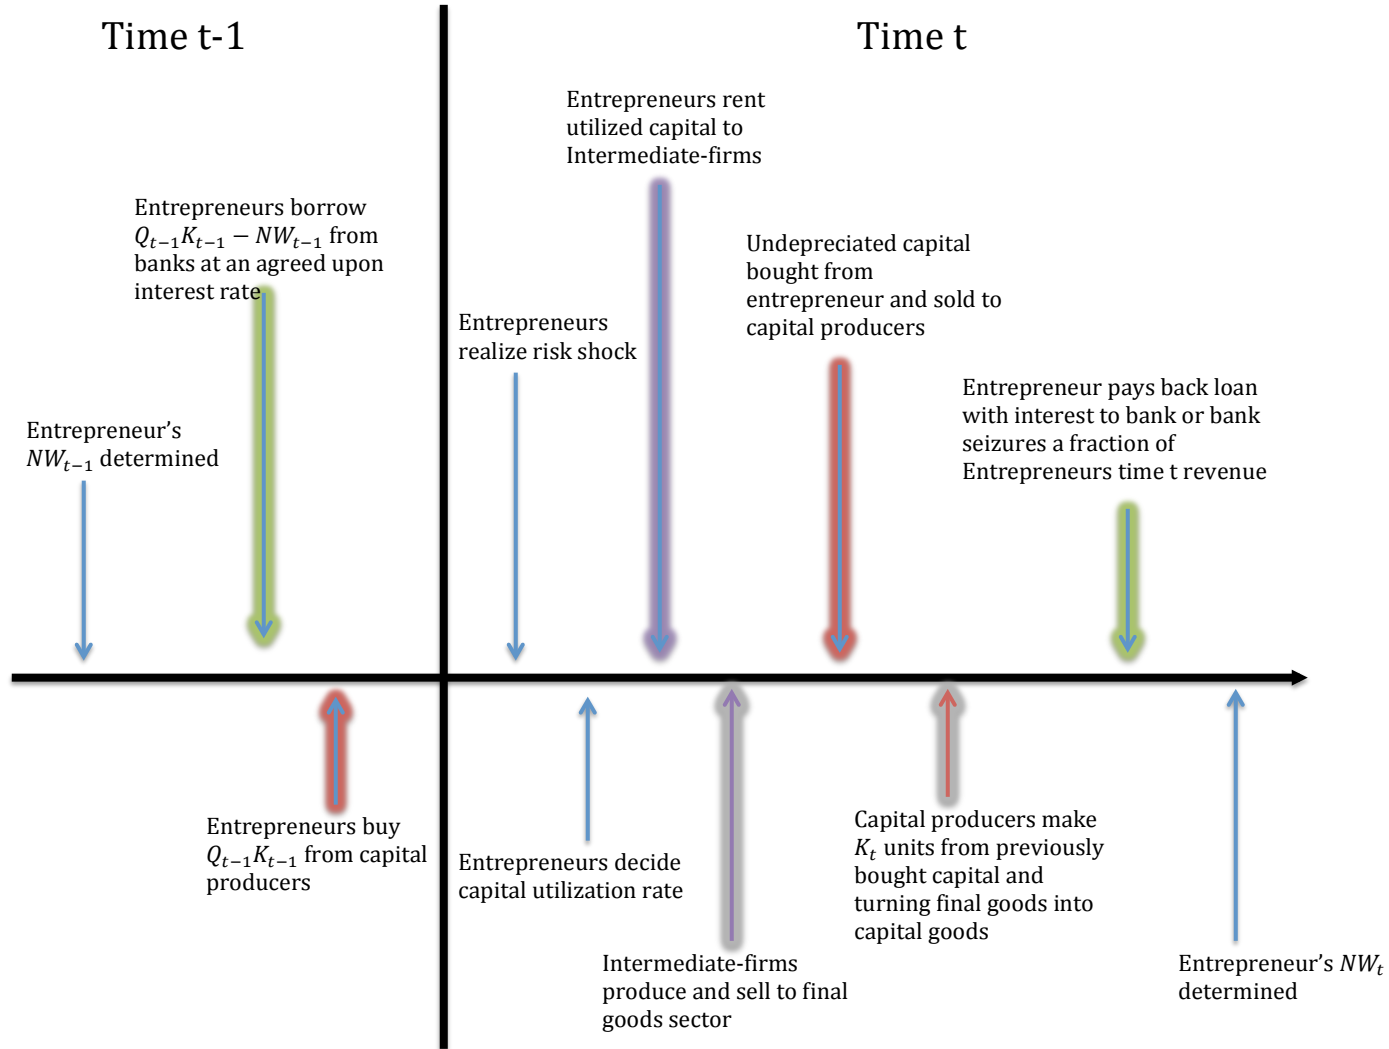 Time t-1
Time t
Entrepreneurs rent
utilized capital to
Intermediate-firms
Entrepreneurs borrow
Q_{t−1}K_{t−1} − NW_{t−1} from
banks at an agreed upon
interest rate
Undepreciated capital
bought from
entrepreneur and sold to
capital producers
Entrepreneurs
realize risk shock
Entrepreneur pays back loan
with interest to bank or bank
seizures a fraction of
Entrepreneurs time t revenue
Entrepreneur’s
NW_{t−1} determined
Entrepreneurs buy
Q_{t−1}K_{t−1} from capital
producers
Entrepreneurs decide
capital utilization rate
Capital producers make
K_t units from previously
bought capital and
turning final goods into
capital goods
Intermediate-firms
produce and sell to final
goods sector
Entrepreneur’s NW_t
determined